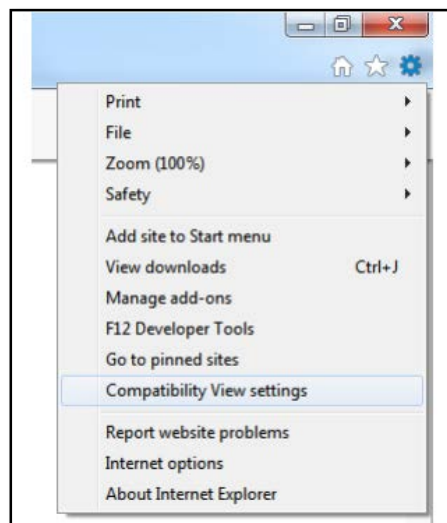 Print
File
Zoom (100%)
Safety
Add site to Start menu
View downloads Ctrl+J
Manage add-ons
F12 Developer Tools
Go to pinned sites
Compatibility View settings
Report website problems
Internet options
About Internet Explorer